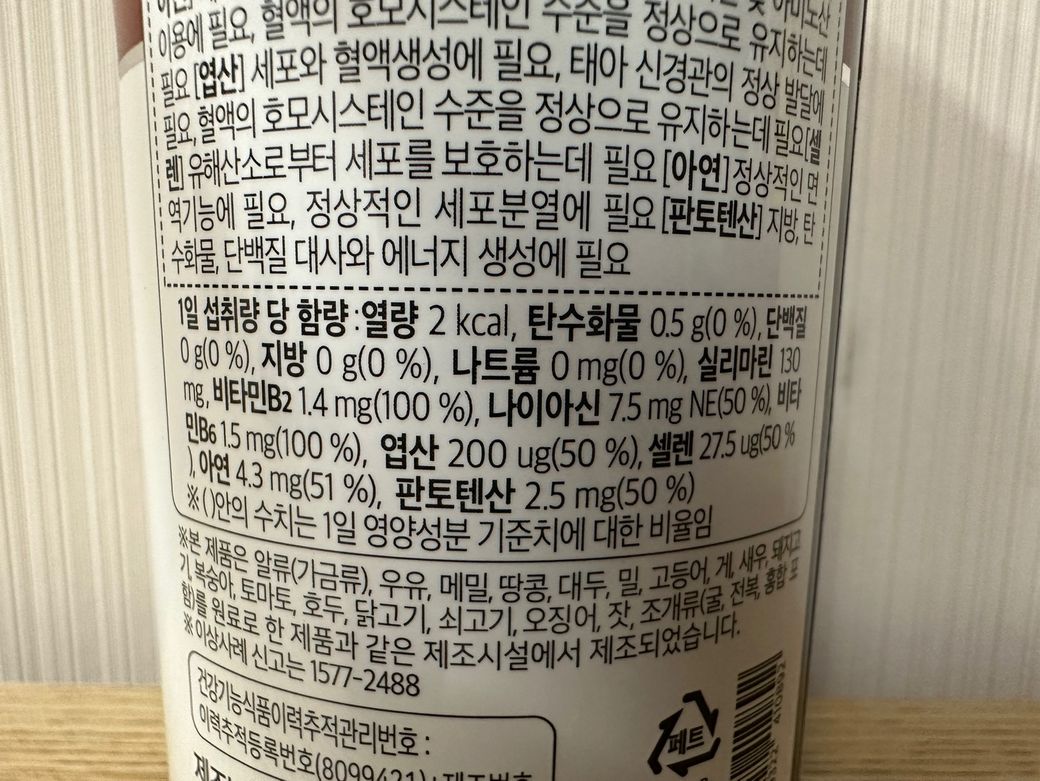 아미노산
이용에 필요, 혈액의 호모시스테인 수준을 정상으로 유지하는데
필요 [엽산] 세포와 혈액생성에 필요, 태아 신경관의 정상 발달에
필요, 혈액의 호모시스테인 수준을 정상으로 유지하는데 필요 [셀
렌] 유해산소로부터 세포를 보호하는데 필요 [아연] 정상적인 면
역기능에 필요, 정상적인 세포분열에 필요 [판토텐산] 지방, 탄
수화물, 단백질 대사와 에너지 생성에 필요
1일 섭취량 당 함량 : 열량 2 kcal, 탄수화물 0.5 g(0 %), 단백질
0 g(0 %), 지방 0 g(0 %), 나트륨 0 mg(0 %), 실리마린 130
mg, 비타민B2 1.4 mg(100 %), 나이아신 7.5 mg NE(50 %), 비타
민B6 1.5 mg(100 %), 엽산 200 ug(50 %), 셀렌 27.5 ug(50 %
), 아연 4.3 mg(51 %), 판토텐산 2.5 mg(50 %)
※ ( )안의 수치는 1일 영양성분 기준치에 대한 비율임
※본 제품은 알류(가금류), 우유, 메밀, 땅콩, 대두, 밀, 고등어, 게, 새우, 돼지고
기, 복숭아, 토마토, 호두, 닭고기, 쇠고기, 오징어, 잣, 조개류(굴, 전복, 홍합 포
함)를 원료로 한 제품과 같은 제조시설에서 제조되었습니다.
※ 이상사례 신고는 1577-2488
건강기능식품이력추적관리번호 :
이력추적등록번호(8099421)+제조번호
페트